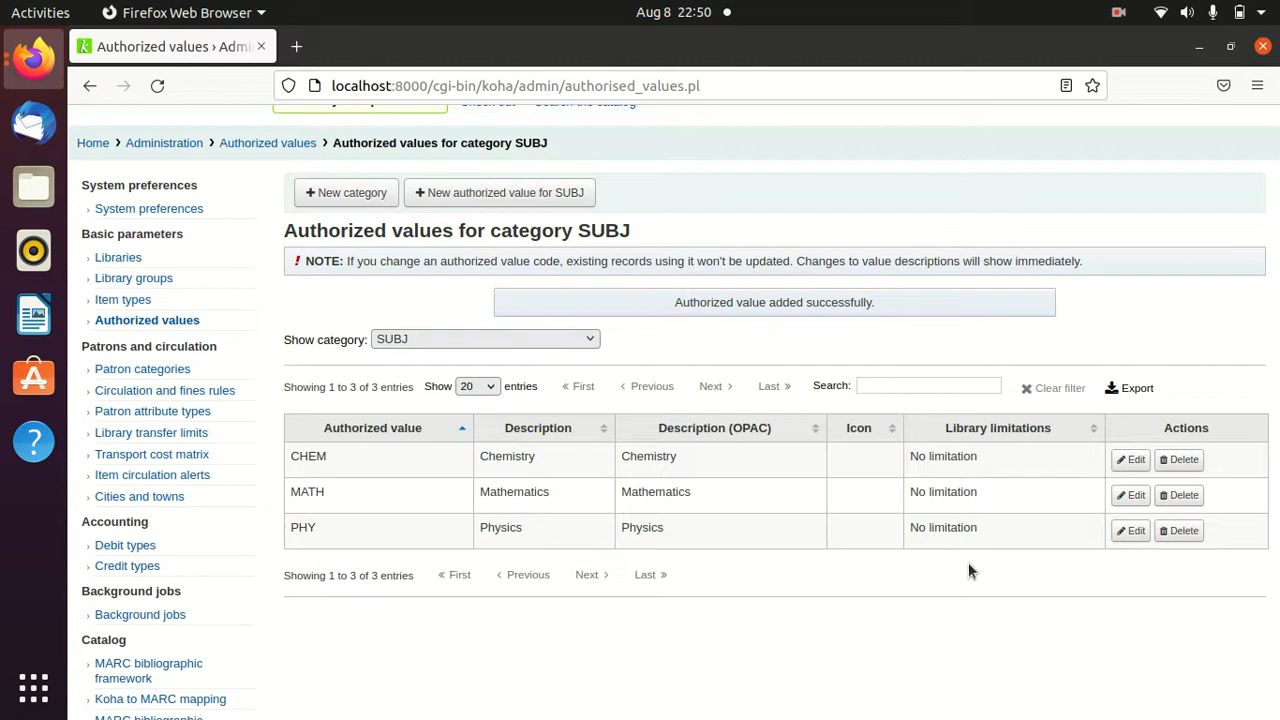 Activities
Firefox Web Browser
Aug 8 22:50
Authorized values › Admi
localhost:8000/cgi-bin/koha/admin/authorised_values.pl
Home
Administration
Authorized values
Authorized values for category SUBJ
System preferences
› System preferences
Basic parameters
› Libraries
› Library groups
› Item types
› Authorized values
Patrons and circulation
› Patron categories
› Circulation and fines rules
› Patron attribute types
› Library transfer limits
› Transport cost matrix
› Item circulation alerts
› Cities and towns
Accounting
› Debit types
› Credit types
Background jobs
› Background jobs
Catalog
› MARC bibliographic
framework
› Koha to MARC mapping
+ New category
+ New authorized value for SUBJ
Authorized values for category SUBJ
! NOTE: If you change an authorized value code, existing records using it won't be updated. Changes to value descriptions will show immediately.
Authorized value added successfully.
Show category: SUBJ
Showing 1 to 3 of 3 entries Show 20 entries « First ‹ Previous Next › Last » Search: Clear filter Export
Authorized value Description Description (OPAC) Icon Library limitations Actions
CHEM Chemistry Chemistry No limitation Edit Delete
MATH Mathematics Mathematics No limitation Edit Delete
PHY Physics Physics No limitation Edit Delete
Showing 1 to 3 of 3 entries « First ‹ Previous Next › Last »